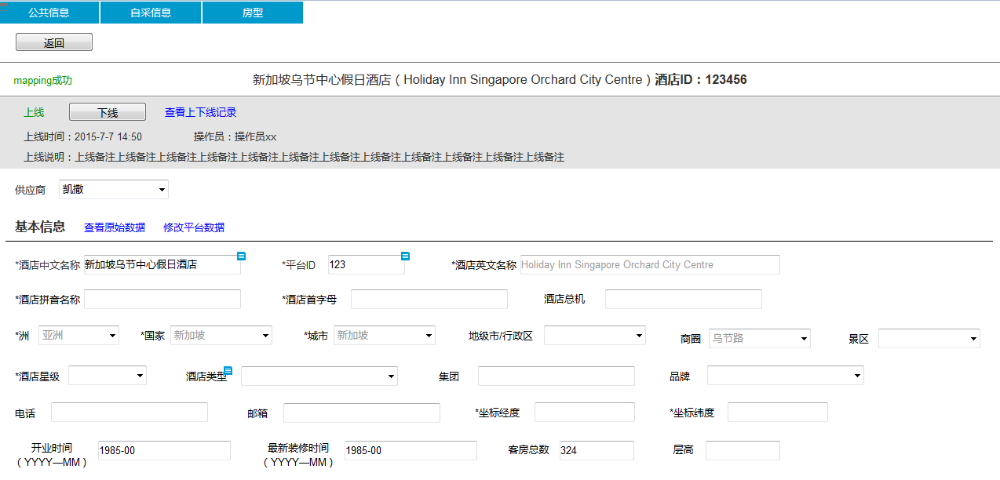 公共信息 自采信息 房型
返回
mapping成功 新加坡乌节中心假日酒店（Holiday Inn Singapore Orchard City Centre）酒店ID：123456
上线 下线 查看上下线记录
上线时间：2015-7-7 14:50 操作员：操作员xx
上线说明：上线备注上线备注上线备注上线备注上线备注上线备注上线备注上线备注上线备注上线备注上线备注上线备注
供应商 凯撒
基本信息 查看原始数据 修改平台数据
*酒店中文名称 新加坡乌节中心假日酒店 *平台ID 123 *酒店英文名称 Holiday Inn Singapore Orchard City Centre
*酒店拼音名称 *酒店首字母 酒店总机
*洲 亚洲 *国家 新加坡 *城市 新加坡 地级市/行政区 商圈 乌节路 景区
*酒店星级 酒店类型 集团 品牌
电话 邮箱 *坐标经度 *坐标纬度
开业时间 1985-00 最新装修时间 1985-00 客房总数 324 层高
（YYYY—MM） （YYYY—MM）